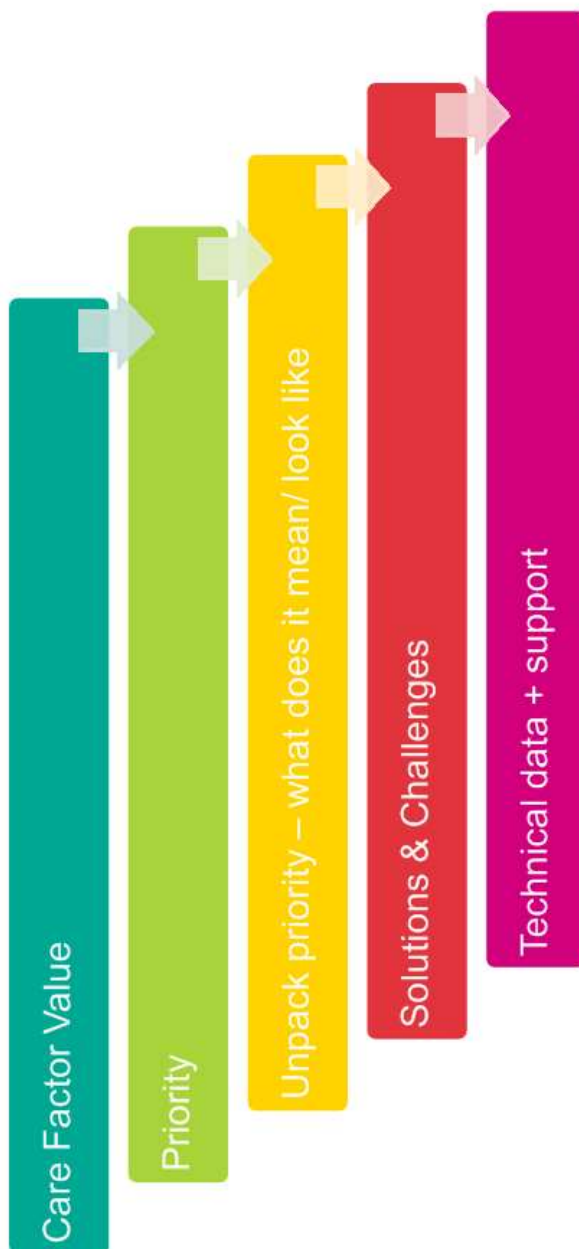 Care Factor Value
Priority
Unpack priority – what does it mean/ look like
Solutions & Challenges
Technical data + support